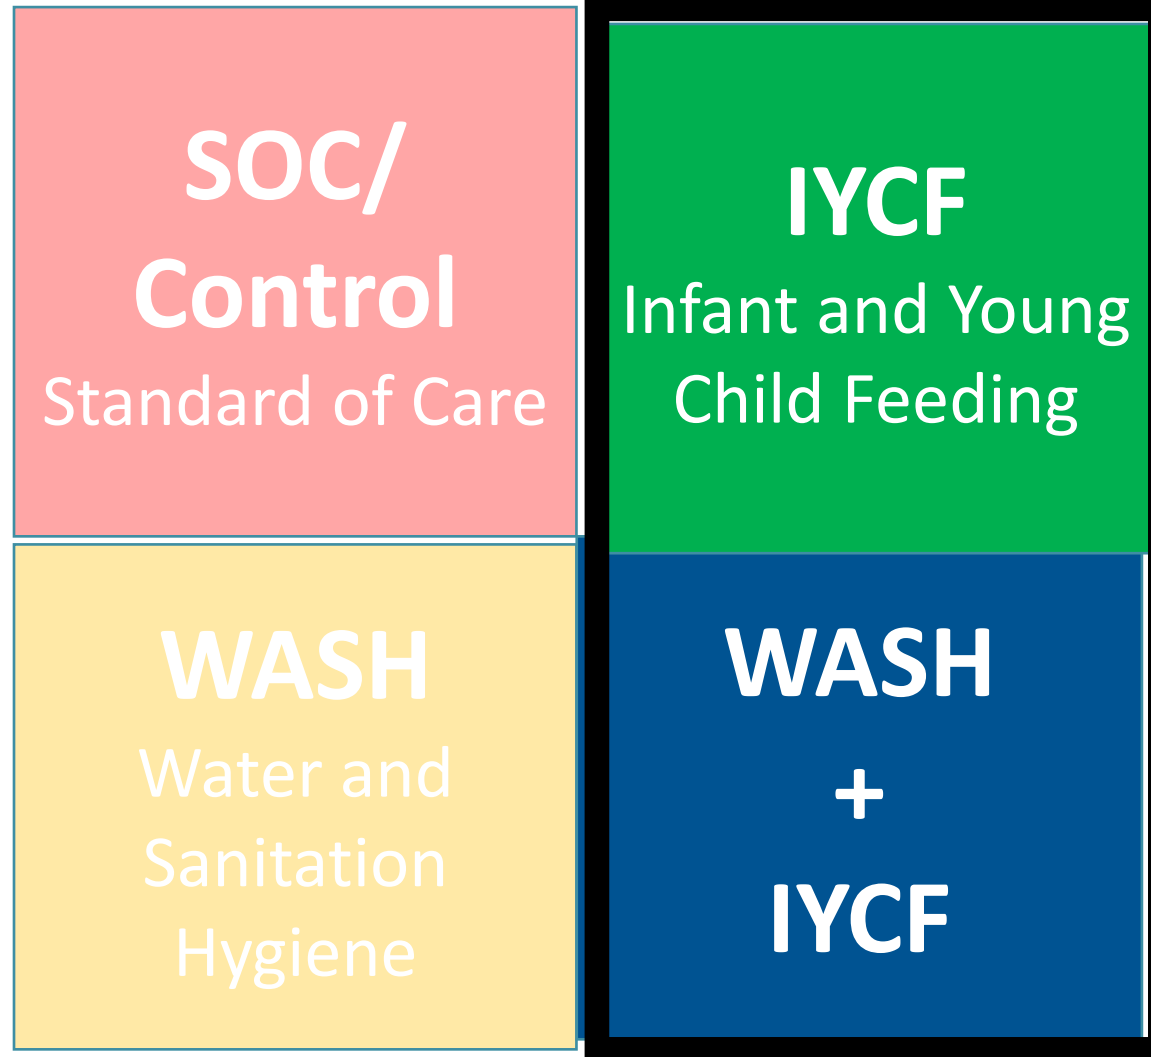 SOC/
Control
Standard of Care
IYCF
Infant and Young
Child Feeding
WASH
Water and
Sanitation
Hygiene
WASH
+
IYCF